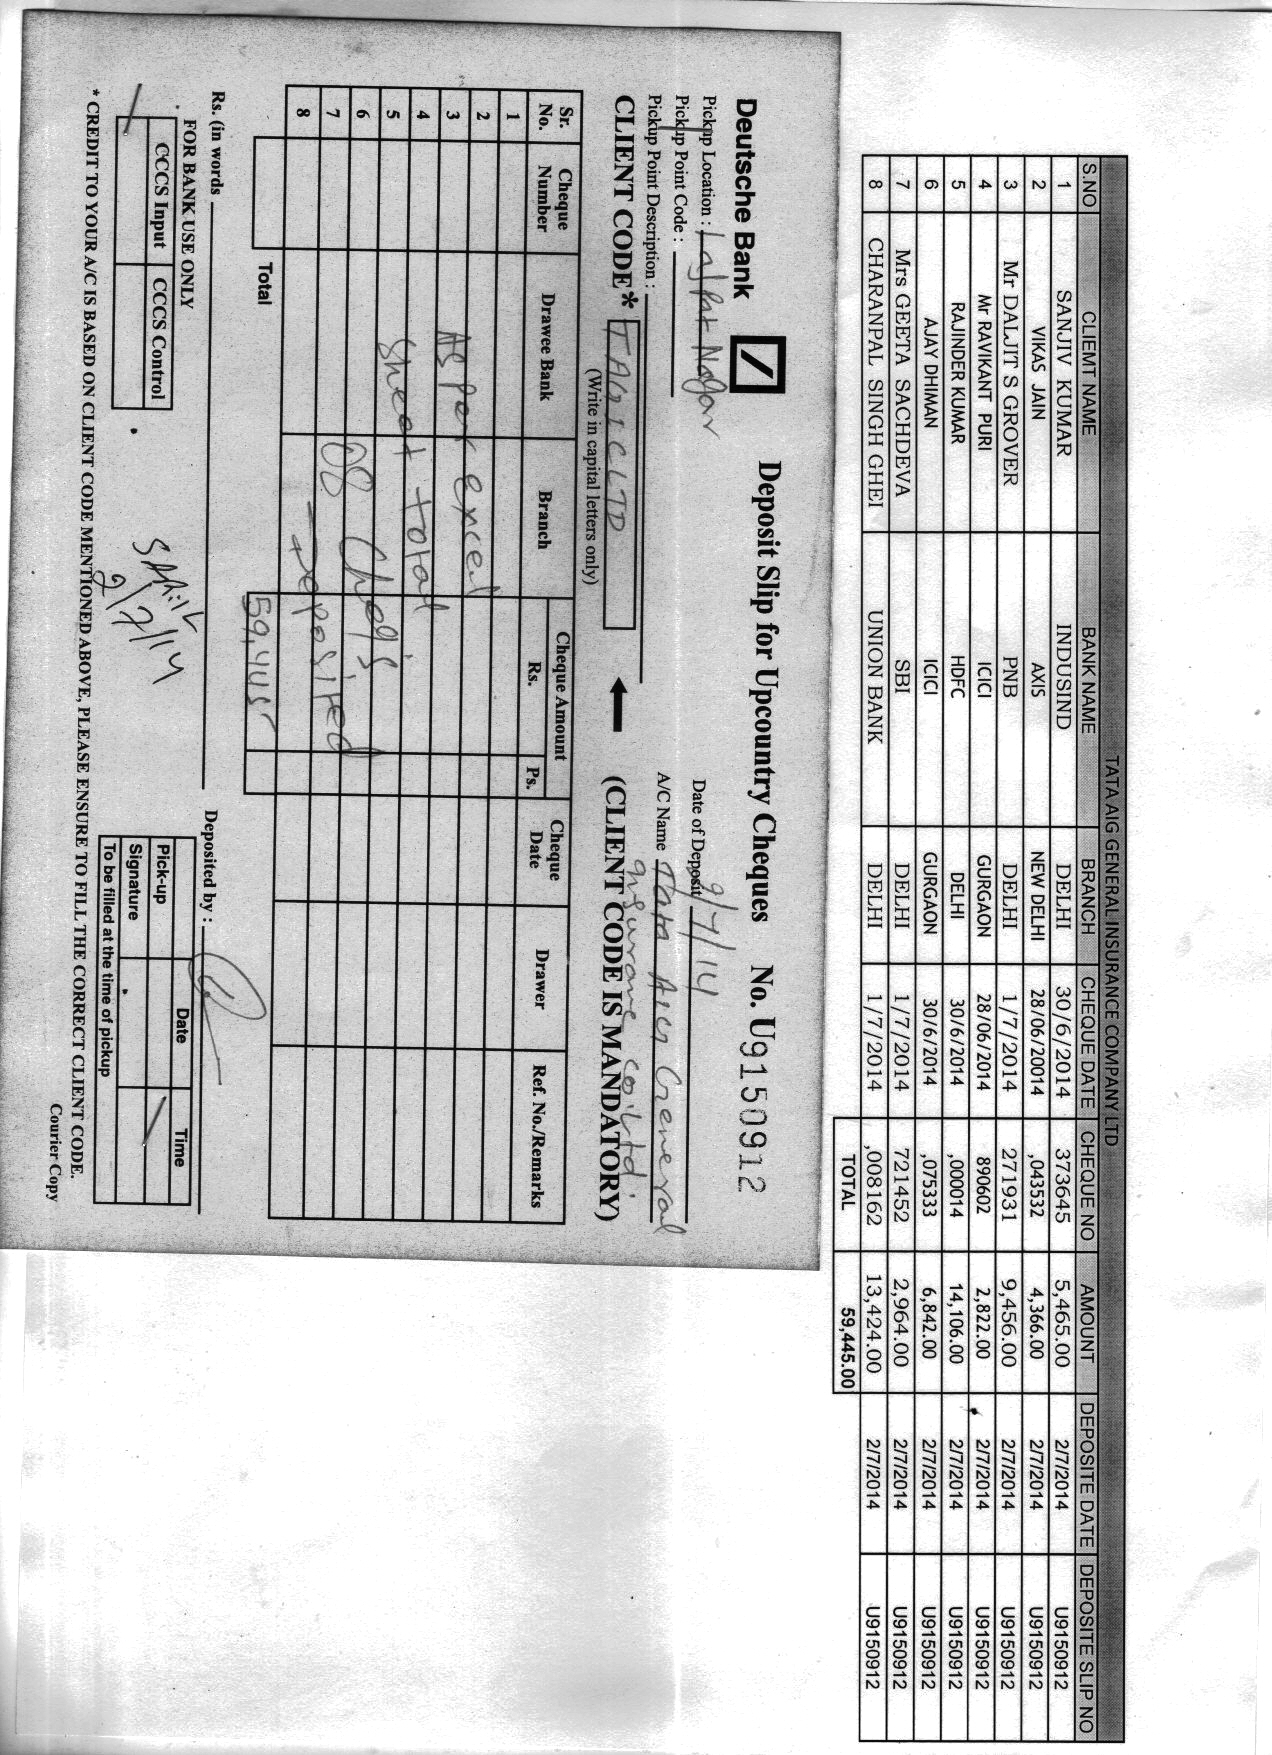 TATA AIG GENERAL INSURANCE COMPANY LTD
S.NO CLIEMT NAME BANK NAME BRANCH CHEQUE DATE CHEQUE NO AMOUNT DEPOSITE DATE DEPOSITE SLIP NO
1 SANJIV KUMAR INDUSIND DELHI 30/6/2014 373645 5,465.00 2/7/2014 U9150912
2 VIKAS JAIN AXIS NEW DELHI 28/06/20014 ,043532 4,366.00 2/7/2014 U9150912
3 Mr DALJIT S GROVER PNB DELHI 1/7/2014 271931 9,456.00 2/7/2014 U9150912
4 Mr RAVIKANT PURI ICICI GURGAON 28/06/2014 890602 2,822.00 2/7/2014 U9150912
5 RAJINDER KUMAR HDFC DELHI 30/6/2014 ,000014 14,106.00 2/7/2014 U9150912
6 AJAY DHIMAN ICICI GURGAON 30/6/2014 ,075333 6,842.00 2/7/2014 U9150912
7 Mrs GEETA SACHDEVA SBI DELHI 1/7/2014 721452 2,964.00 2/7/2014 U9150912
8 CHARANPAL SINGH GHEI UNION BANK DELHI 1/7/2014 ,008162 13,424.00 2/7/2014 U9150912
TOTAL 59,445.00
Deutsche Bank Deposit Slip for Upcountry Cheques No. U9150912
Pickup Location : Lajpat Nagar Date of Deposit 2/7/14
Pickup Point Code : A/C Name Tata AIG General
Pickup Point Description : Insurance co. ltd.
CLIENT CODE* TAGICLTD (CLIENT CODE IS MANDATORY)
(Write in capital letters only)
Sr. No. Cheque Number Drawee Bank Branch Cheque Amount Rs. Ps. Cheque Date Drawer Ref. No./Remarks
1
2
3 As per excel
4
5 Sheet total
6
7 08 Cheq's
8 deposited
Total 59,445
Rs. (in words Deposited by :
FOR BANK USE ONLY
CCCS Input CCCS Control
2/7/14
Date Time
Pick-up
Signature
To be filled at the time of pickup
* CREDIT TO YOUR A/C IS BASED ON CLIENT CODE MENTIONED ABOVE, PLEASE ENSURE TO FILL THE CORRECT CLIENT CODE.
Courier Copy